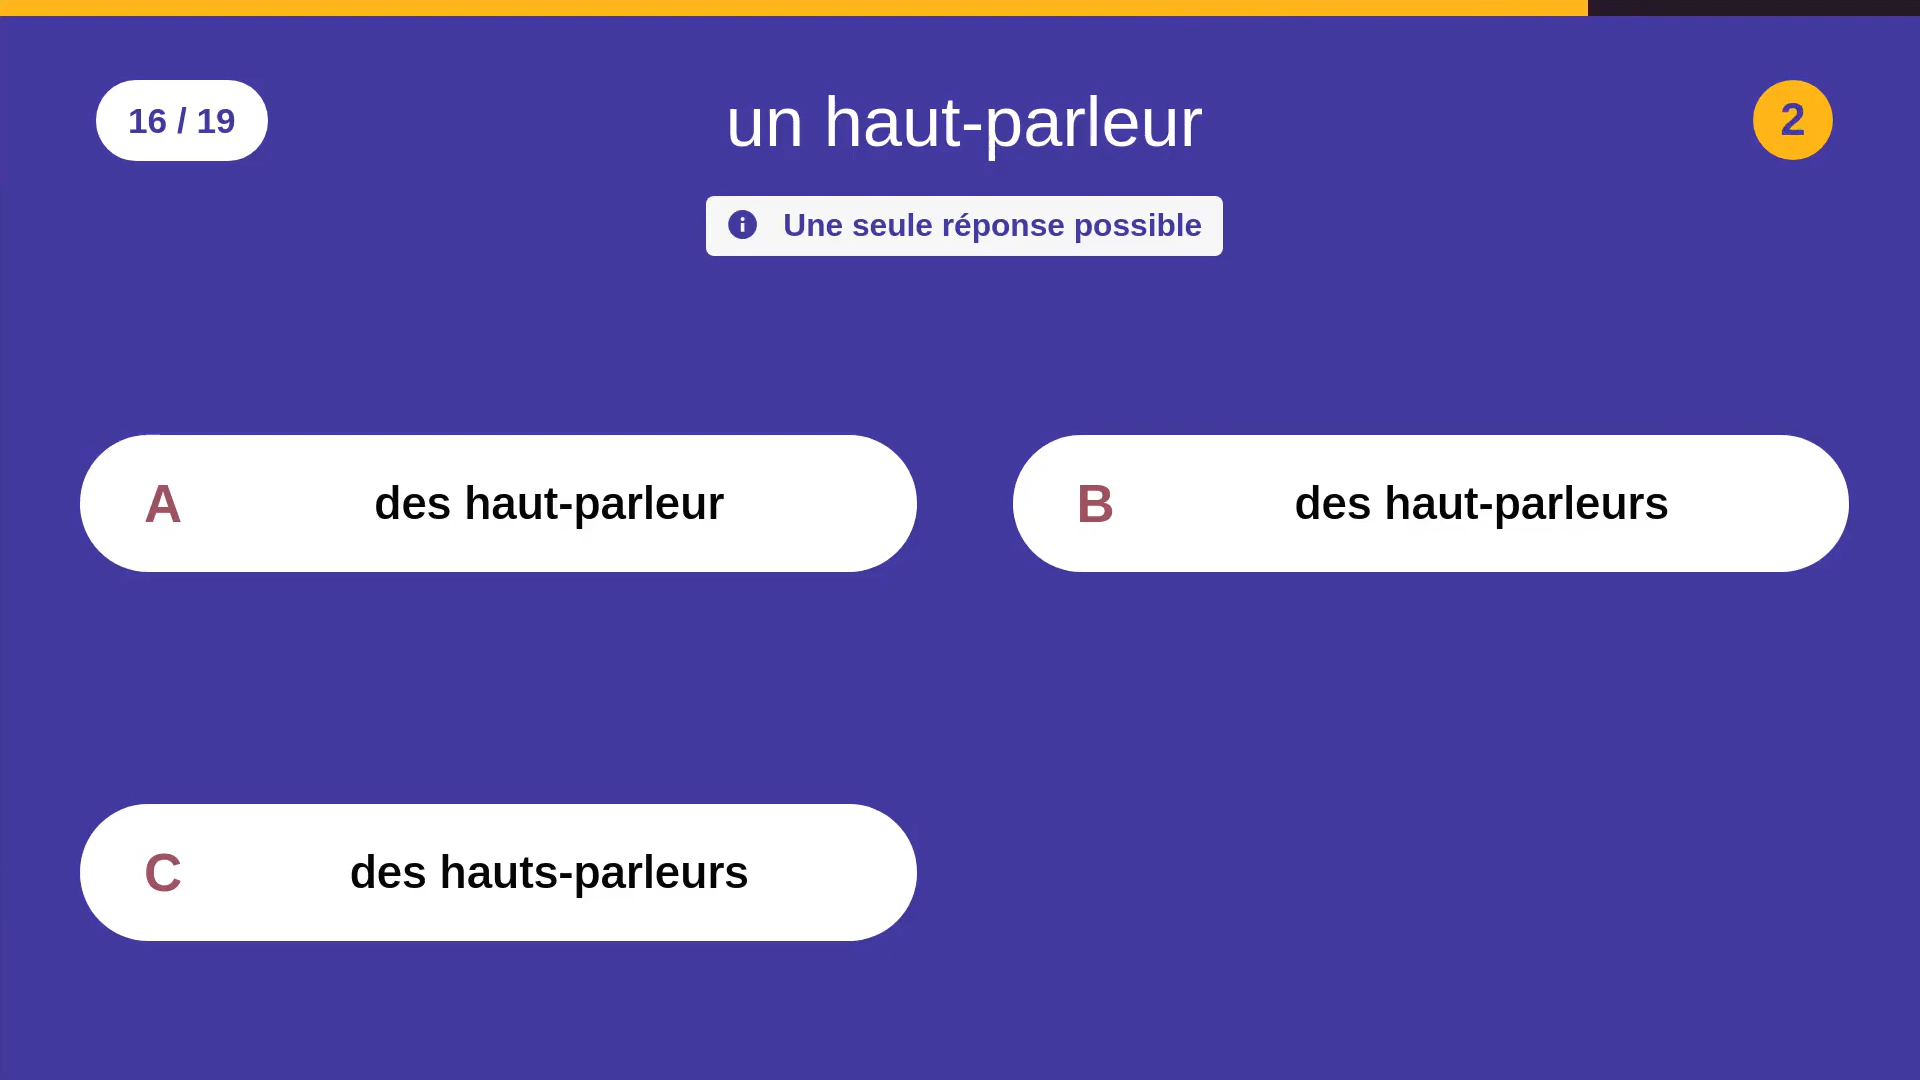 16 / 19
un haut-parleur
2
Une seule réponse possible
A
des haut-parleur
B
des haut-parleurs
C
des hauts-parleurs